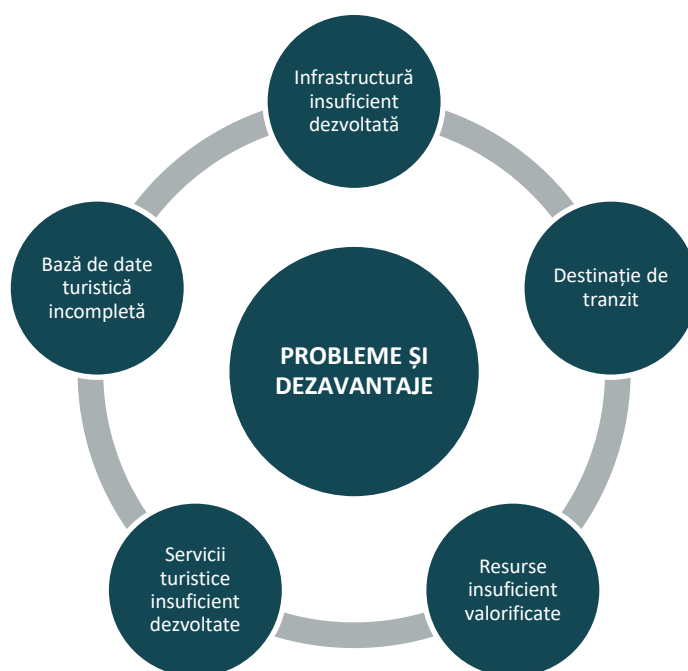 Infrastructură
insuficient
dezvoltată
Bază de date
turistică
incompletă
Destinație de
tranzit
PROBLEME ȘI
DEZAVANTAJE
Servicii
turistice
insuficient
dezvoltate
Resurse
insuficient
valorificate